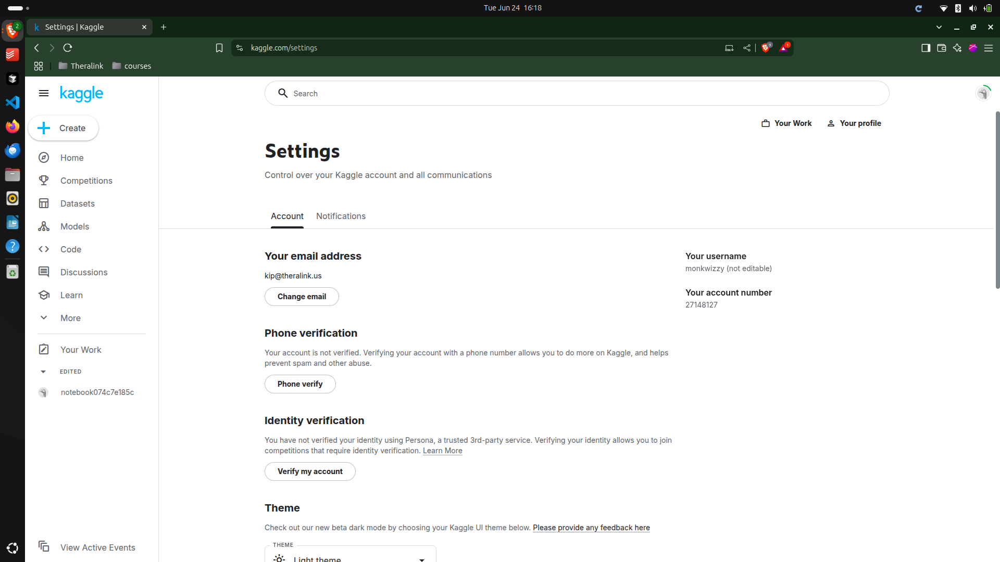 Tue Jun 24 16:18
2
k Settings | Kaggle
kaggle.com/settings
9
1
Theralink
courses
kaggle
Search
Create
Your Work
Your profile
Settings
Control over your Kaggle account and all communications
Home
Competitions
Datasets
Models
Code
Discussions
Learn
More
Your Work
EDITED
notebook074c7e185c
View Active Events
Account
Notifications
Your email address
kip@theralink.us
Change email
Your username
monkwizzy (not editable)
Your account number
27148127
Phone verification
Your account is not verified. Verifying your account with a phone number allows you to do more on Kaggle, and helps
prevent spam and other abuse.
Phone verify
Identity verification
You have not verified your identity using Persona, a trusted 3rd-party service. Verifying your identity allows you to join
competitions that require identity verification. Learn More
Verify my account
Theme
Check out our new beta dark mode by choosing your Kaggle UI theme below. Please provide any feedback here
THEME
Light theme